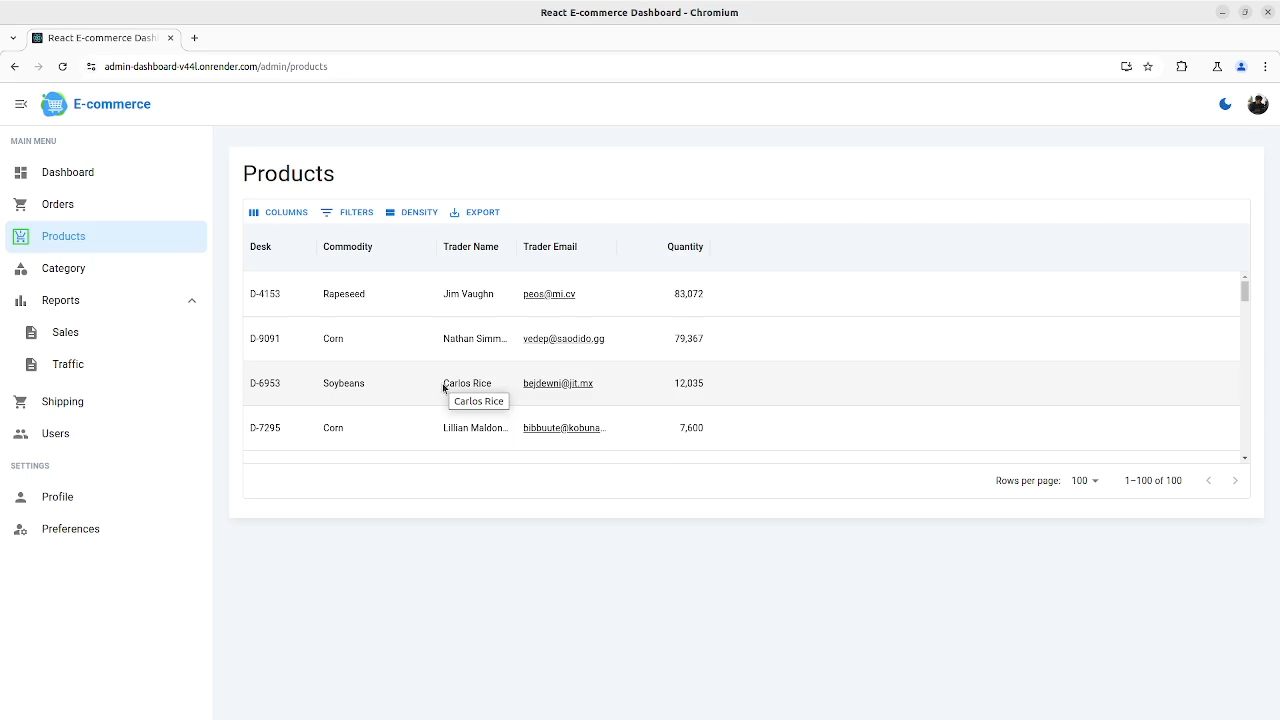 React E-commerce Dashboard - Chromium
React E-commerce Dash
admin-dashboard-v44l.onrender.com/admin/products
E-commerce
MAIN MENU
Dashboard
Orders
Products
Category
Reports
Sales
Traffic
Shipping
Users
SETTINGS
Profile
Preferences
Products
COLUMNS FILTERS DENSITY EXPORT
Desk Commodity Trader Name Trader Email Quantity
D-4153 Rapeseed Jim Vaughn peos@mi.cv 83,072
D-9091 Corn Nathan Simm... vedep@saodido.gg 79,367
D-6953 Soybeans Carlos Rice bejdewni@jit.mx 12,035
Carlos Rice
D-7295 Corn Lillian Maldon... bibbuute@kobuna... 7,600
Rows per page: 100 1–100 of 100